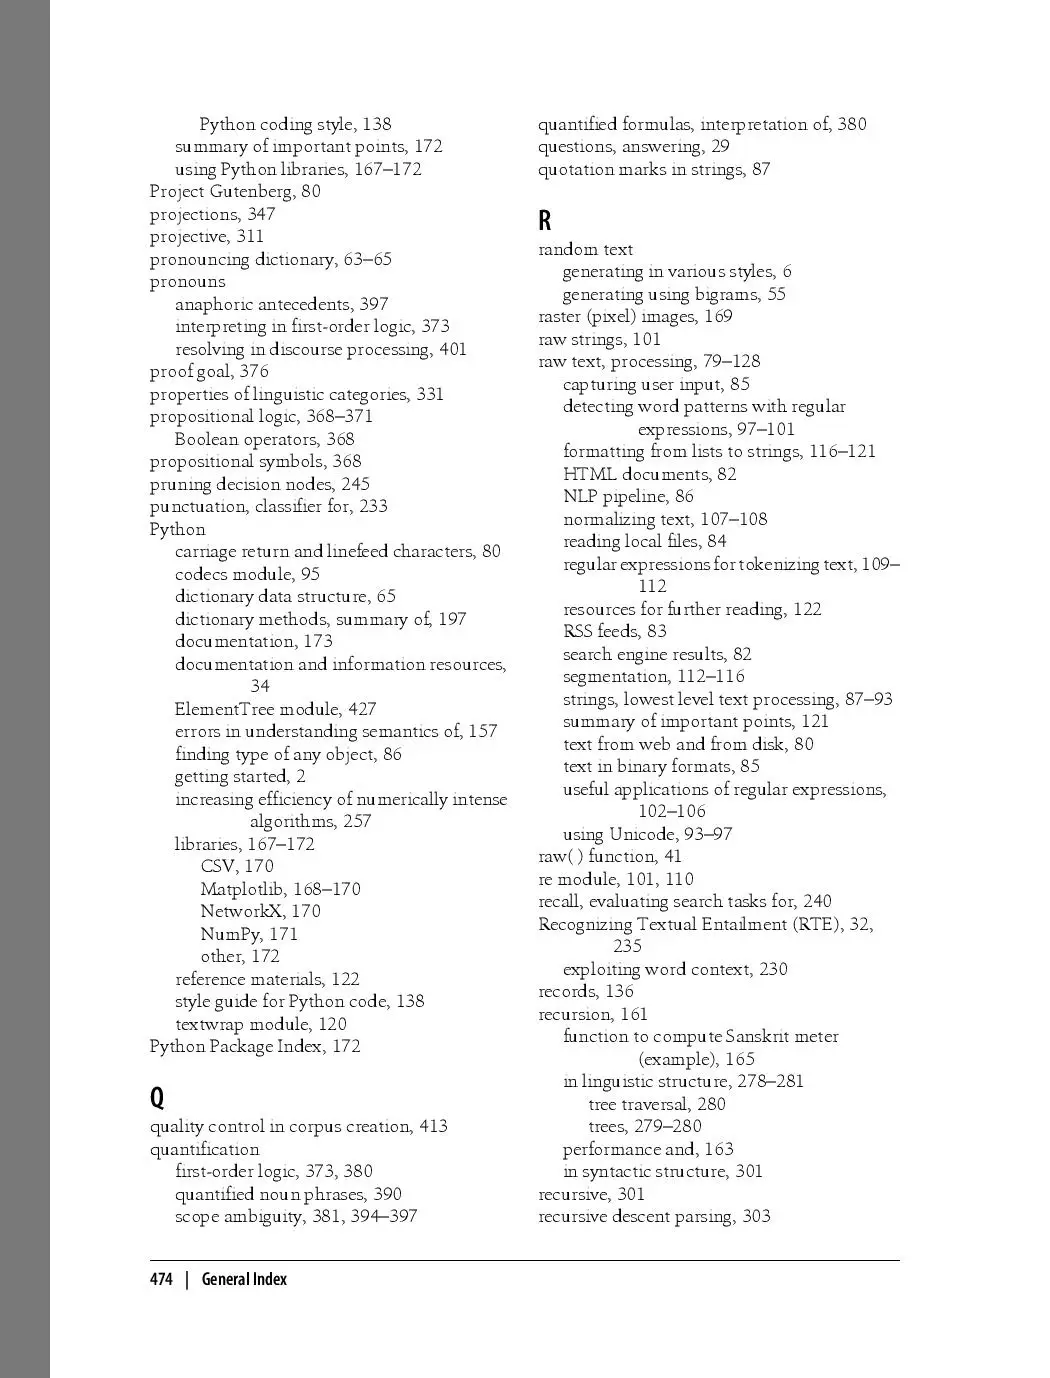 Python coding style, 138
summary of important points, 172
using Python libraries, 167–172
Project Gutenberg, 80
projections, 347
projective, 311
pronouncing dictionary, 63–65
pronouns
anaphoric antecedents, 397
interpreting in first-order logic, 373
resolving in discourse processing, 401
proof goal, 376
properties of linguistic categories, 331
propositional logic, 368–371
Boolean operators, 368
propositional symbols, 368
pruning decision nodes, 245
punctuation, classifier for, 233
Python
carriage return and linefeed characters, 80
codecs module, 95
dictionary data structure, 65
dictionary methods, summary of, 197
documentation, 173
documentation and information resources,
34
ElementTree module, 427
errors in understanding semantics of, 157
finding type of any object, 86
getting started, 2
increasing efficiency of numerically intense
algorithms, 257
libraries, 167–172
CSV, 170
Matplotlib, 168–170
NetworkX, 170
NumPy, 171
other, 172
reference materials, 122
style guide for Python code, 138
textwrap module, 120
Python Package Index, 172
Q
quality control in corpus creation, 413
quantification
first-order logic, 373, 380
quantified noun phrases, 390
scope ambiguity, 381, 394–397
quantified formulas, interpretation of, 380
questions, answering, 29
quotation marks in strings, 87
R
random text
generating in various styles, 6
generating using bigrams, 55
raster (pixel) images, 169
raw strings, 101
raw text, processing, 79–128
capturing user input, 85
detecting word patterns with regular
expressions, 97–101
formatting from lists to strings, 116–121
HTML documents, 82
NLP pipeline, 86
normalizing text, 107–108
reading local files, 84
regular expressions for tokenizing text, 109–
112
resources for further reading, 122
RSS feeds, 83
search engine results, 82
segmentation, 112–116
strings, lowest level text processing, 87–93
summary of important points, 121
text from web and from disk, 80
text in binary formats, 85
useful applications of regular expressions,
102–106
using Unicode, 93–97
raw( ) function, 41
re module, 101, 110
recall, evaluating search tasks for, 240
Recognizing Textual Entailment (RTE), 32,
235
exploiting word context, 230
records, 136
recursion, 161
function to compute Sanskrit meter
(example), 165
in linguistic structure, 278–281
tree traversal, 280
trees, 279–280
performance and, 163
in syntactic structure, 301
recursive, 301
recursive descent parsing, 303
474 | General Index